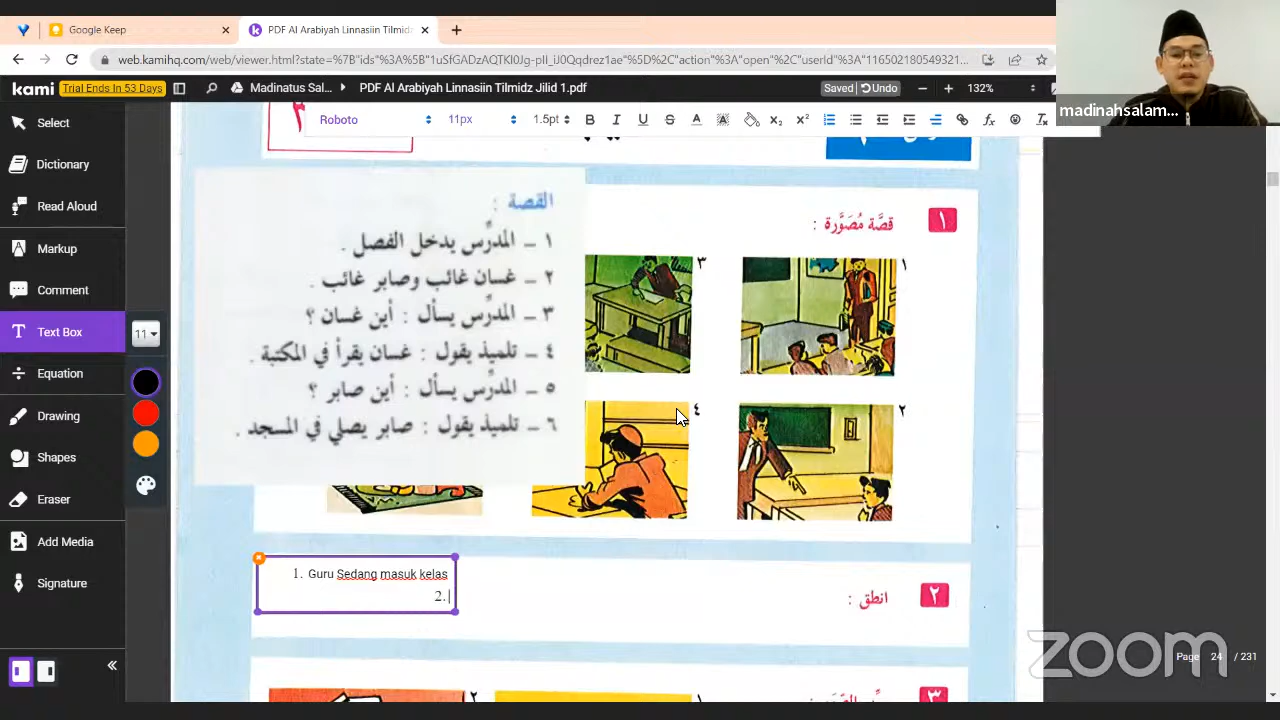 Google Keep
PDF Al Arabiyah Linnasiin Tilmidz
web.kamihq.com/web/viewer.html?state=%7B"ids"%3A%5B"1uSfGADSeQTKI0Jg-pII_iJ0Qqdrez1ae"%5D%2C"action"%3A"open"%2C"userId"%3A"116502180549321...
kami
Trial Ends In 53 Days
Madinatus Sal...
PDF Al Arabiyah Linnasiin Tilmidz Jilid 1.pdf
Saved
Undo
132%
madinahsalam...
Roboto
11px
1.5pt
B I U S A
Select
Dictionary
Read Aloud
Markup
Comment
Text Box
11
Equation
Drawing
Shapes
Eraser
Add Media
Signature
القصة :
١ ـ المدرِّس يدخل الفصل .
٢ ـ غسان غائب وصابر غائب .
٣ ـ المدرِّس يسأل : أين غسان ؟
٤ ـ تلميذ يقول : غسان يقرأ في المكتبة .
٥ ـ المدرِّس يسأل : أين صابر ؟
٦ ـ تلميذ يقول : صابر يصلي في المسجد .
١
قصَّة مُصَوَّرة :
١
٣
٢
٤
1. Guru Sedang masuk kelas
2.
٢
انطق :
٣
١
٢
zoom
Page 24 / 231